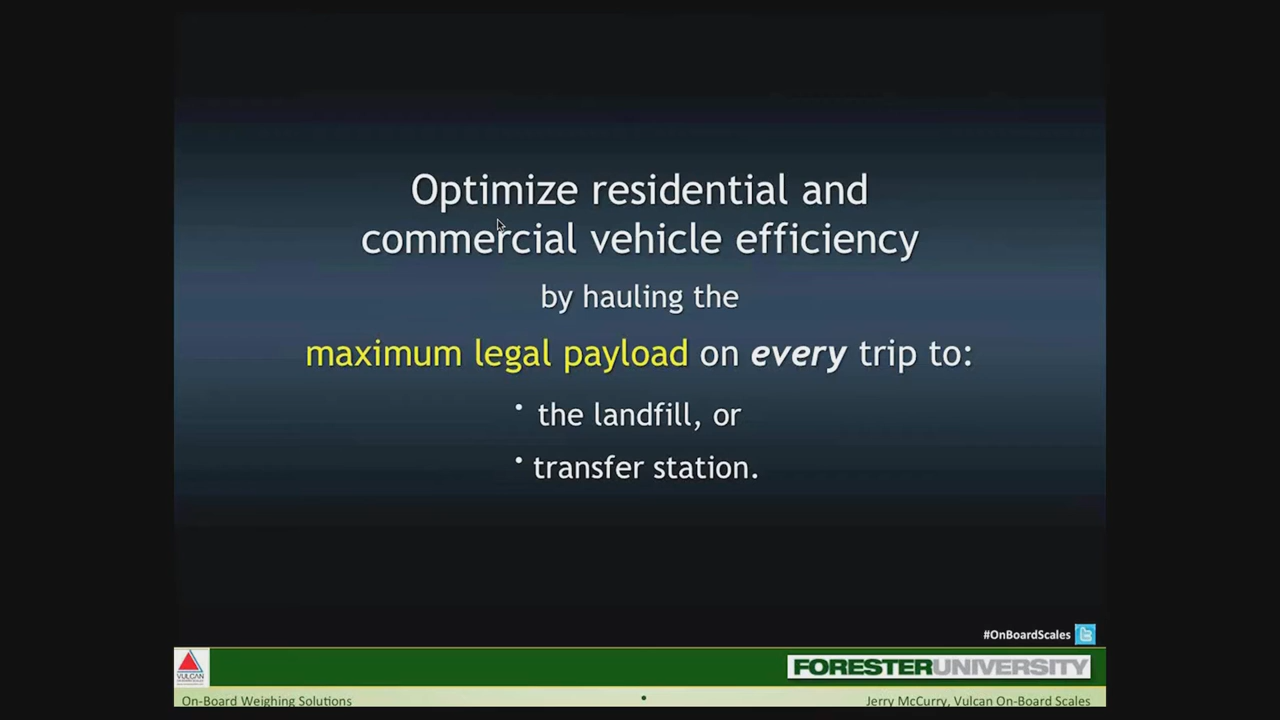 Optimize residential and
commercial vehicle efficiency
by hauling the
maximum legal payload on every trip to:
• the landfill, or
• transfer station.
#OnBoardScales
VULCAN
FORESTERUNIVERSITY
On-Board Weighing Solutions
Jerry McCurry, Vulcan On-Board Scales